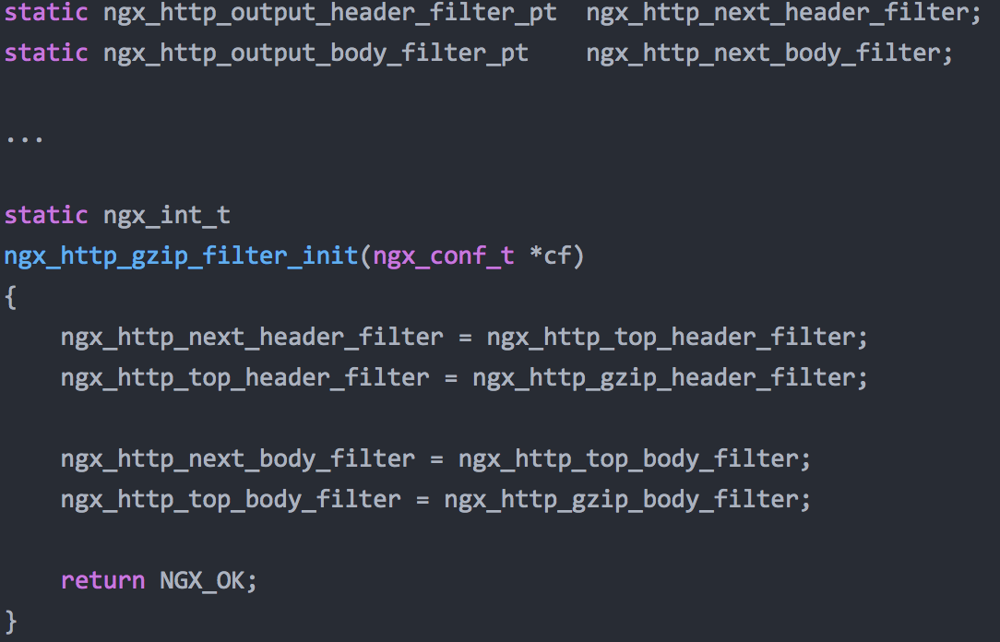 static ngx_http_output_header_filter_pt  ngx_http_next_header_filter;
static ngx_http_output_body_filter_pt    ngx_http_next_body_filter;
...
static ngx_int_t
ngx_http_gzip_filter_init(ngx_conf_t *cf)
{
    ngx_http_next_header_filter = ngx_http_top_header_filter;
    ngx_http_top_header_filter = ngx_http_gzip_header_filter;
    ngx_http_next_body_filter = ngx_http_top_body_filter;
    ngx_http_top_body_filter = ngx_http_gzip_body_filter;
    return NGX_OK;
}